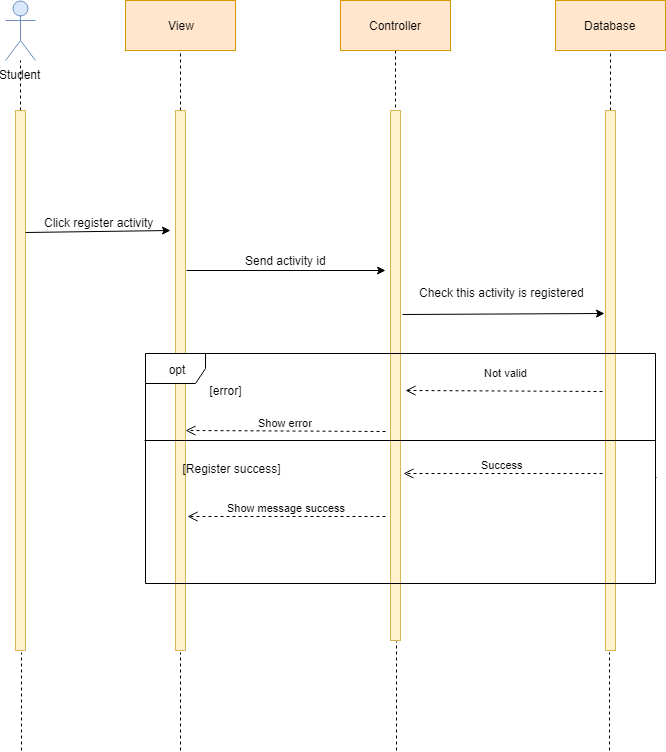 View
Controller
Database
Student
Click register activity
Send activity id
Check this activity is registered
opt
Not valid
[error]
Show error
Success
[Register success]
Show message success